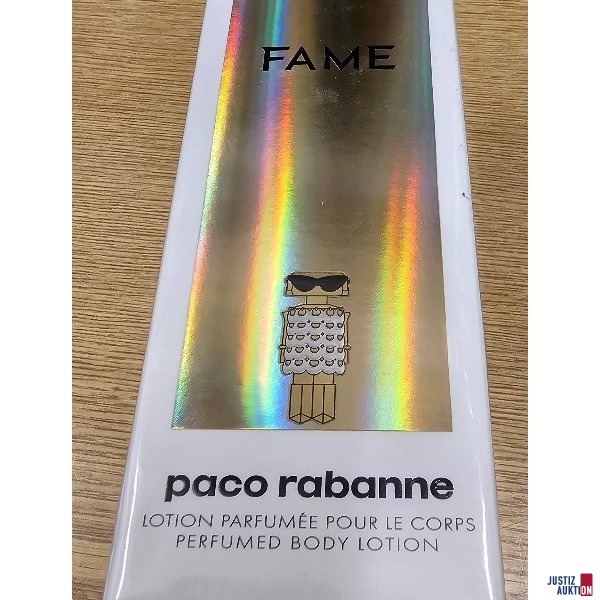 FAME
paco rabanne
LOTION PARFUMÉE POUR LE CORPS
PERFUMED BODY LOTION
JUSTIZ
AUKTION